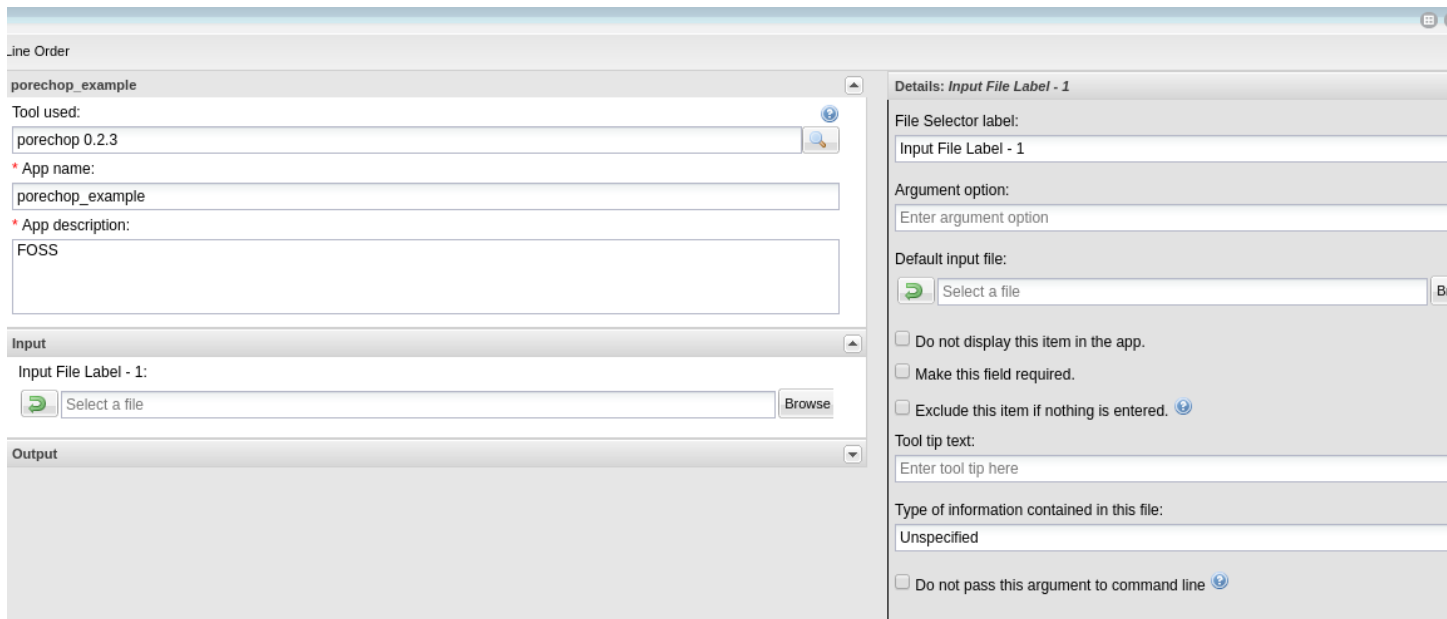 Line Order
porechop_example
Tool used:
porechop 0.2.3
* App name:
porechop_example
* App description:
FOSS
Input
Input File Label - 1:
Select a file
Browse
Output
Details: Input File Label - 1
File Selector label:
Input File Label - 1
Argument option:
Enter argument option
Default input file:
Select a file
Do not display this item in the app.
Make this field required.
Exclude this item if nothing is entered.
Tool tip text:
Enter tool tip here
Type of information contained in this file:
Unspecified
Do not pass this argument to command line